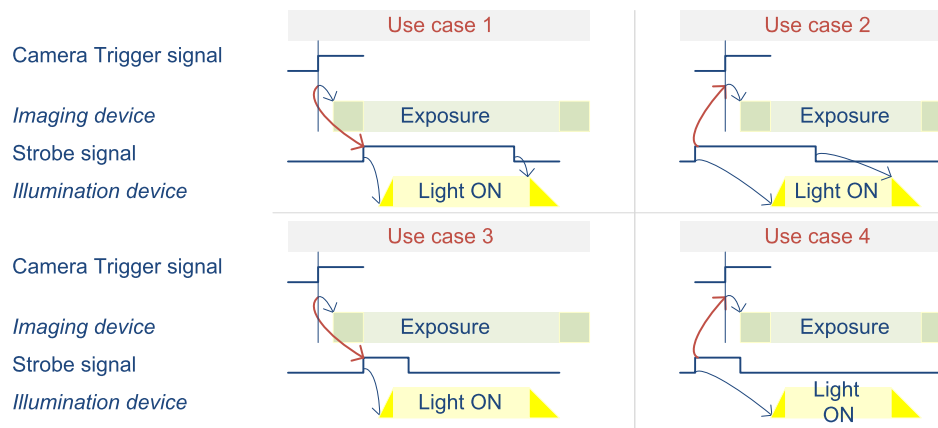 Use case 1
Use case 2
Camera Trigger signal
Imaging device
Exposure
Exposure
Strobe signal
Illumination device
Light ON
Light ON
Use case 3
Use case 4
Camera Trigger signal
Imaging device
Exposure
Exposure
Strobe signal
Illumination device
Light ON
Light
ON